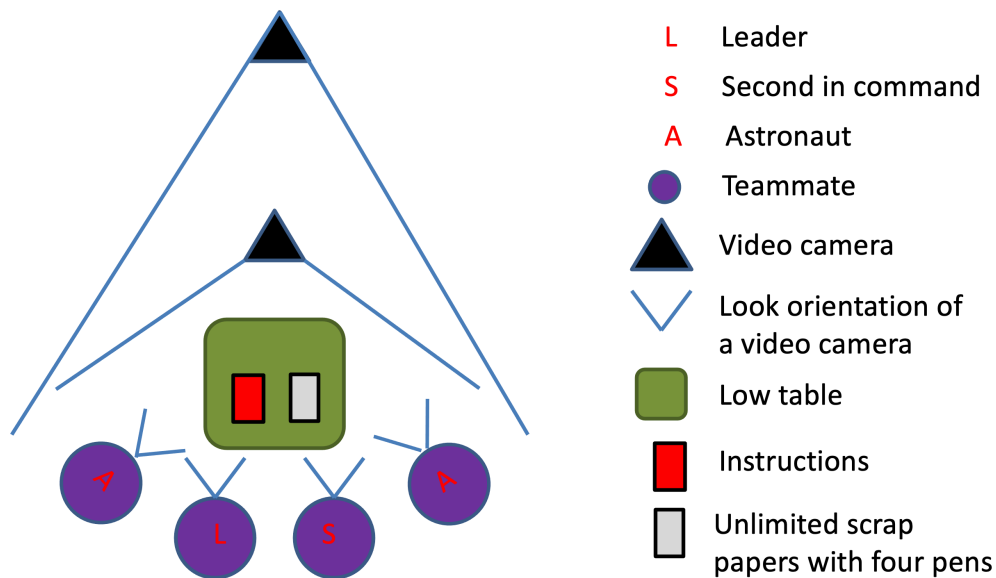 L Leader
S Second in command
A Astronaut
Teammate
Video camera
Look orientation of
a video camera
Low table
Instructions
Unlimited scrap
papers with four pens
A
A
L
S